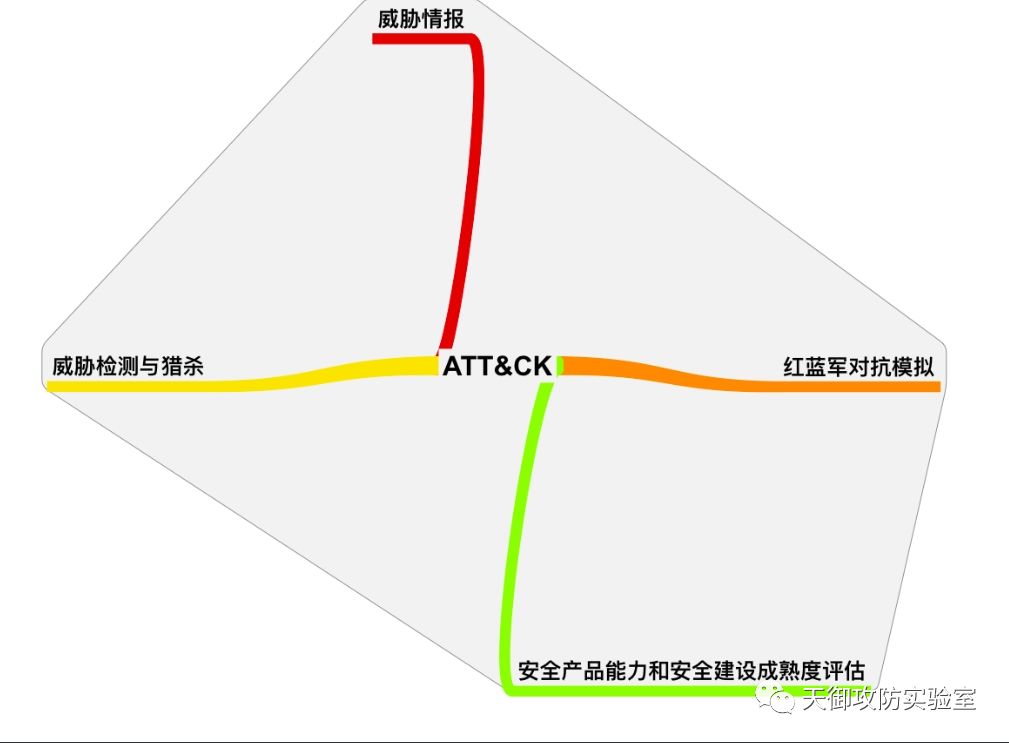 威胁情报
威胁检测与猎杀
ATT&CK
红蓝军对抗模拟
安全产品能力和安全建设成熟度评估
天御攻防实验室